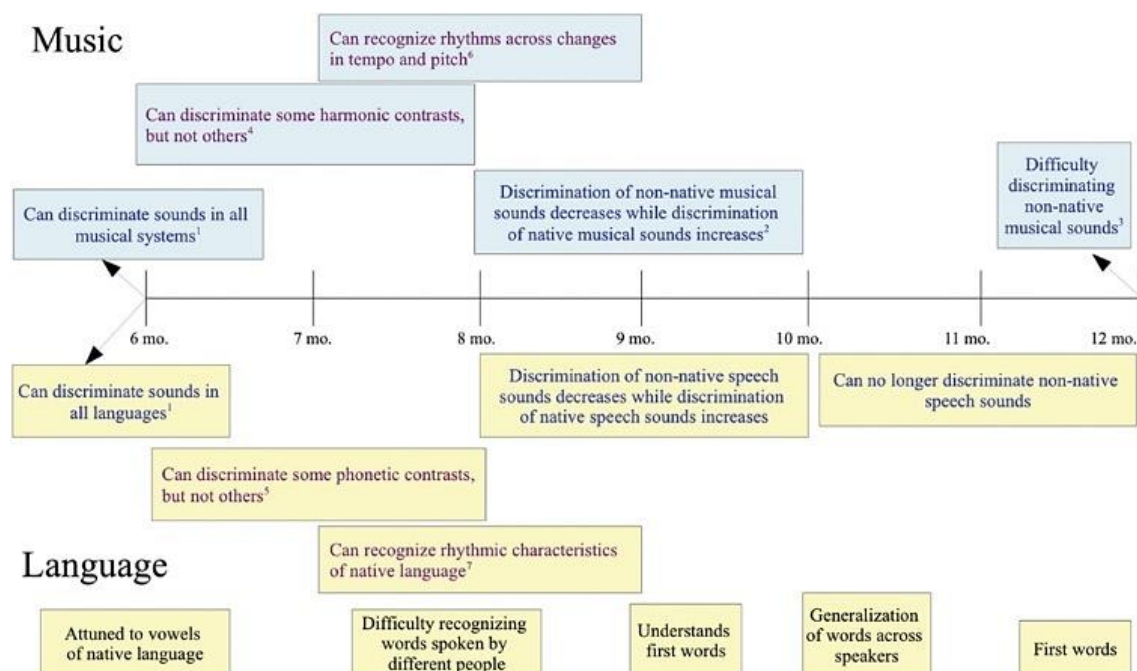 Music
Can recognize rhythms across changes
in tempo and pitch⁶
Can discriminate some harmonic contrasts,
but not others⁴
Can discriminate sounds in all
musical systems¹
Discrimination of non-native musical
sounds decreases while discrimination
of native musical sounds increases²
Difficulty
discriminating
non-native
musical sounds³
6 mo. 7 mo. 8 mo. 9 mo. 10 mo. 11 mo. 12 mo.
Can discriminate sounds in
all languages¹
Discrimination of non-native speech
sounds decreases while discrimination
of native speech sounds increases
Can no longer discriminate non-native
speech sounds
Can discriminate some phonetic contrasts,
but not others⁵
Can recognize rhythmic characteristics
of native language⁷
Language
Attuned to vowels
of native language
Difficulty recognizing
words spoken by
different people
Understands
first words
Generalization
of words across
speakers
First words